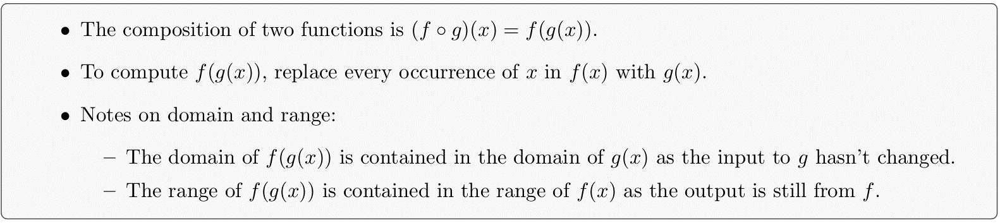 • The composition of two functions is (f ∘ g)(x) = f(g(x)).
• To compute f(g(x)), replace every occurrence of x in f(x) with g(x).
• Notes on domain and range:
– The domain of f(g(x)) is contained in the domain of g(x) as the input to g hasn't changed.
– The range of f(g(x)) is contained in the range of f(x) as the output is still from f.